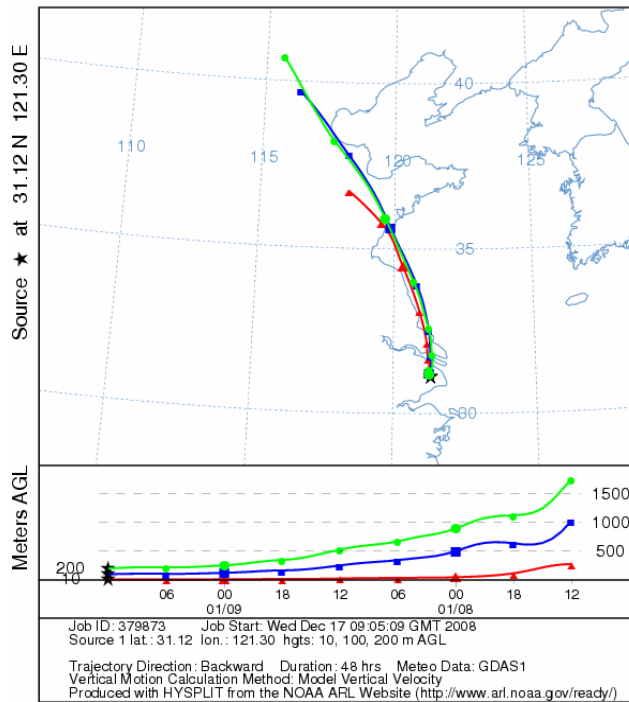 Source ★ at 31.12 N 121.30 E
40
110
115
120
125
35
30
Meters AGL
1500
1000
500
200
10
06 00 18 12 06 00 18 12
01/09 01/08
Job ID: 379873 Job Start: Wed Dec 17 09:05:09 GMT 2008
Source 1 lat.: 31.12 lon.: 121.30 hgts: 10, 100, 200 m AGL
Trajectory Direction: Backward Duration: 48 hrs Meteo Data: GDAS1
Vertical Motion Calculation Method: Model Vertical Velocity
Produced with HYSPLIT from the NOAA ARL Website (http://www.arl.noaa.gov/ready/)